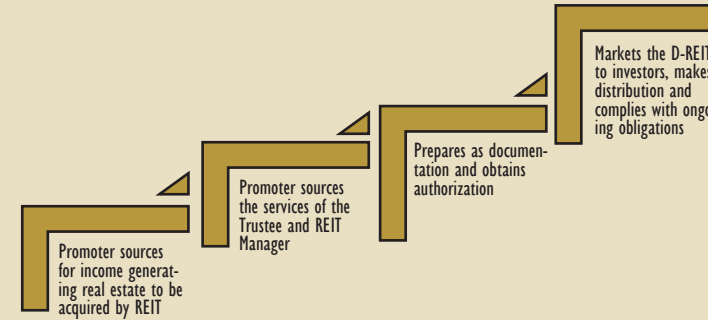 Promoter sources
for income generat-
ing real estate to be
acquired by REIT
Promoter sources
the services of the
Trustee and REIT
Manager
Prepares as documen-
tation and obtains
authorization
Markets the D-REIT
to investors, makes
distribution and
complies with ongo
ing obligations